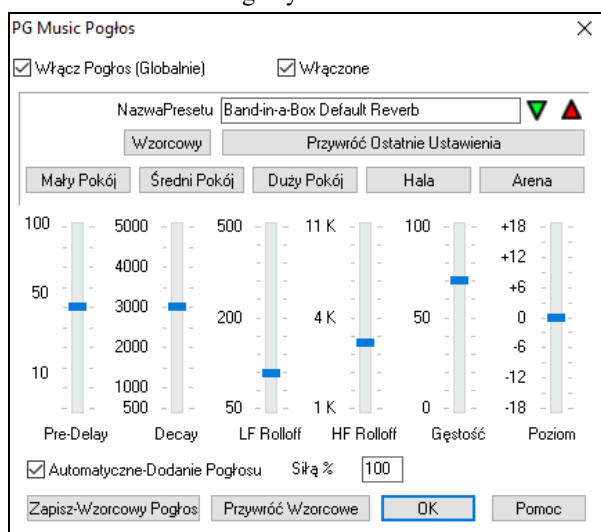 PG Music Pogłos
Włącz Pogłos (Globalnie) Włączone
NazwaPresetu Band-in-a-Box Default Reverb
Wzorcowy Przywróć Ostatnie Ustawienia
Mały Pokój Średni Pokój Duży Pokój Hala Arena
100 5000 500 11 K 100 +18
4000 +12
50 3000 200 4 K 50 +6
0
2000 -6
10 1000 -12
500 50 1 K 0 -18
Pre-Delay Decay LF Rolloff HF Rolloff Gęstość Poziom
Automatyczne-Dodanie Pogłosu Siłą % 100
Zapisz-Wzorcowy Pogłos Przywróć Wzorcowe OK Pomoc